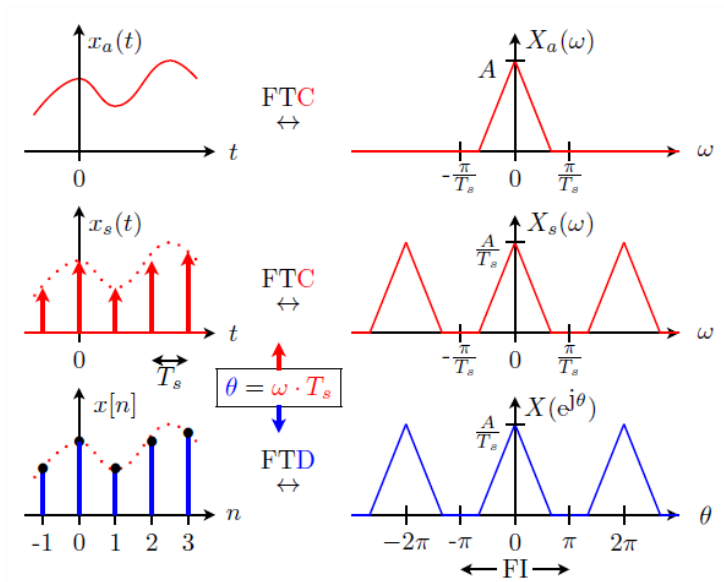 x_a(t)
X_a(ω)
A
FTC
↔
t
ω
0
-π/T_s 0 π/T_s
x_s(t)
X_s(ω)
A/T_s
FTC
↔
t
ω
0
T_s
-π/T_s 0 π/T_s
θ = ω · T_s
x[n]
X(e^jθ)
A/T_s
FTD
↔
n
θ
-1 0 1 2 3
−2π -π 0 π 2π
FI